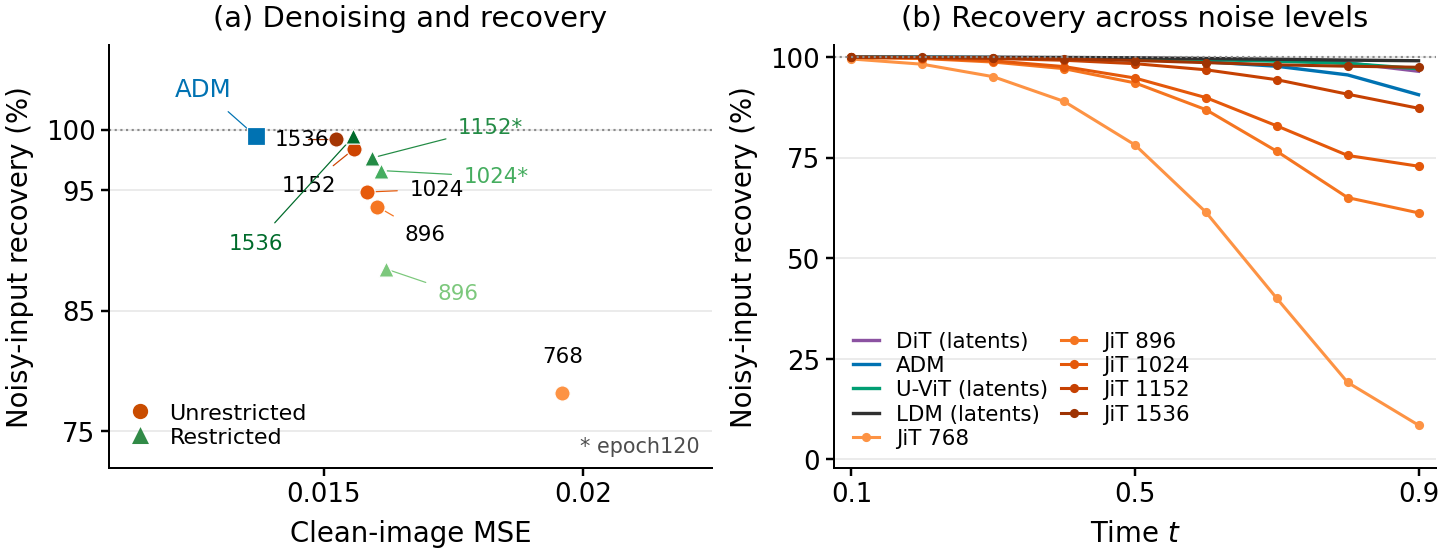 (a) Denoising and recovery
Noisy-input recovery (%)
100
95
85
75
ADM
1536
1152*
1152
1024*
1024
896
1536
896
768
Unrestricted
Restricted
* epoch120
0.015
0.02
Clean-image MSE
(b) Recovery across noise levels
Noisy-input recovery (%)
100
75
50
25
0
DiT (latents)
ADM
U-ViT (latents)
LDM (latents)
JiT 768
JiT 896
JiT 1024
JiT 1152
JiT 1536
0.1
0.5
0.9
Time t